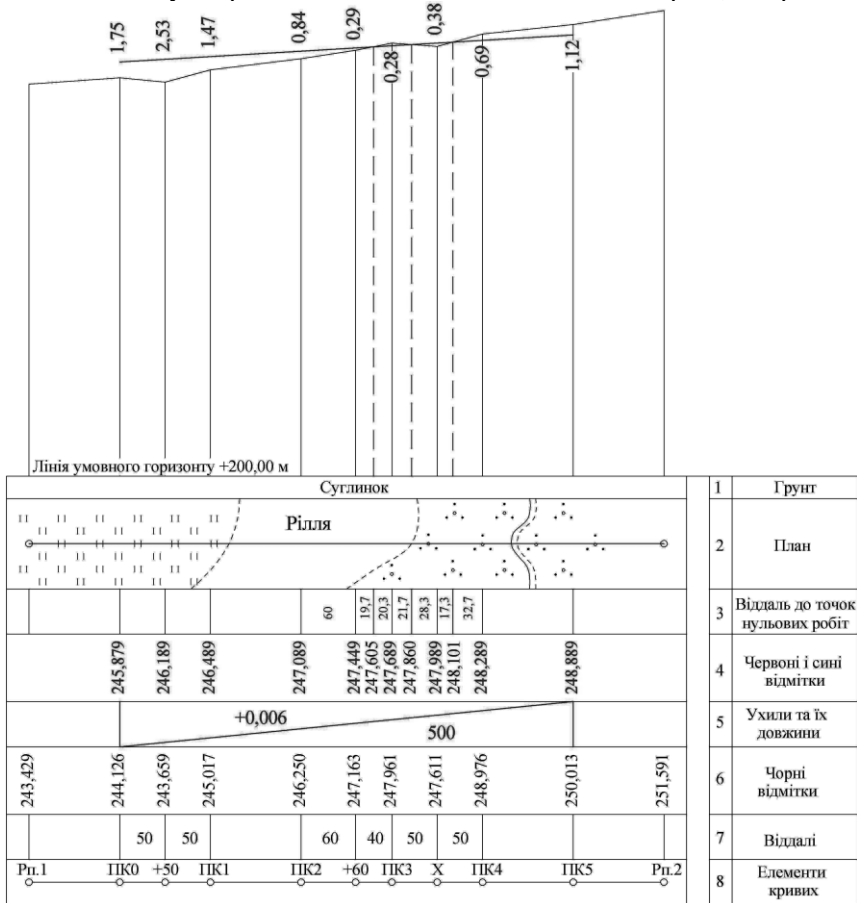 1,75 2,53 1,47 0,84 0,29 0,28 0,38 0,69 1,12
Лінія умовного горизонту +200,00 м
Суглинок 1 Грунт
Рілля 2 План
60 19,7 20,3 21,7 28,3 17,3 32,7 3 Віддаль до точок
нульових робіт
245,879 246,189 246,489 247,089 247,449 247,605 247,689 247,860 247,989 248,101 248,289 248,889 4 Червоні і сині
відмітки
+0,006 500 5 Ухили та їх
довжини
243,429 244,126 243,659 245,017 246,250 247,163 247,961 247,611 248,976 250,013 251,591 6 Чорні
відмітки
50 50 60 40 50 50 7 Віддалі
Рп.1 ПК0 +50 ПК1 ПК2 +60 ПК3 Х ПК4 ПК5 Рп.2 8 Елементи
кривих